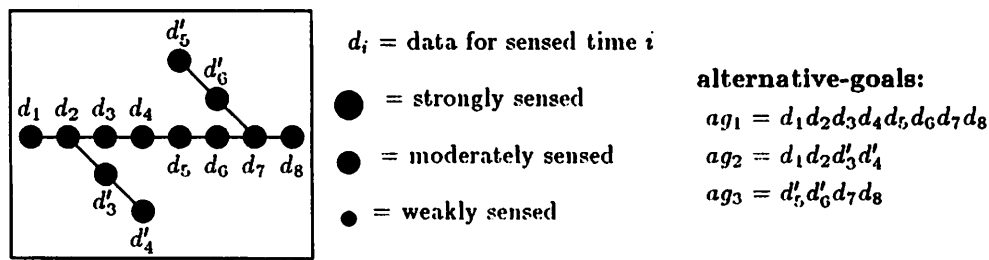 d′₅
d′₆
d₁ d₂ d₃ d₄
d₅ d₆ d₇ d₈
d′₃
d′₄
dᵢ = data for sensed time i
= strongly sensed
= moderately sensed
= weakly sensed
alternative-goals:
ag₁ = d₁d₂d₃d₄d₅d₆d₇d₈
ag₂ = d₁d₂d′₃d′₄
ag₃ = d′₅d′₆d₇d₈